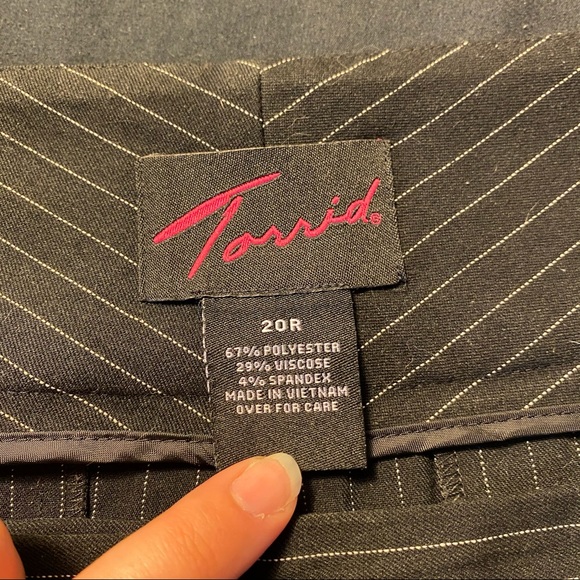 Torrid®
20R
67% POLYESTER
29% VISCOSE
4% SPANDEX
MADE IN VIETNAM
OVER FOR CARE